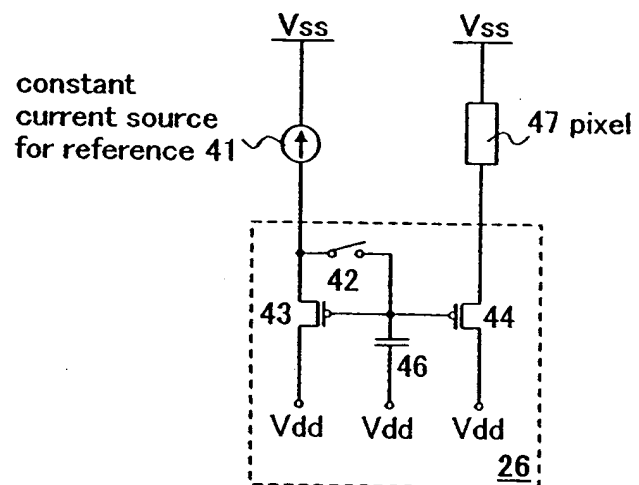 Vss
Vss
constant
current source
for reference 41
47 pixel
42
43
44
46
Vdd
Vdd
Vdd
26